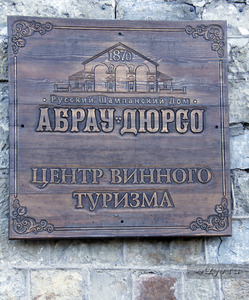 1870
Русский Шампанский Дом
АБРАУ-ДЮРСО
ЦЕНТР ВИННОГО
ТУРИЗМА